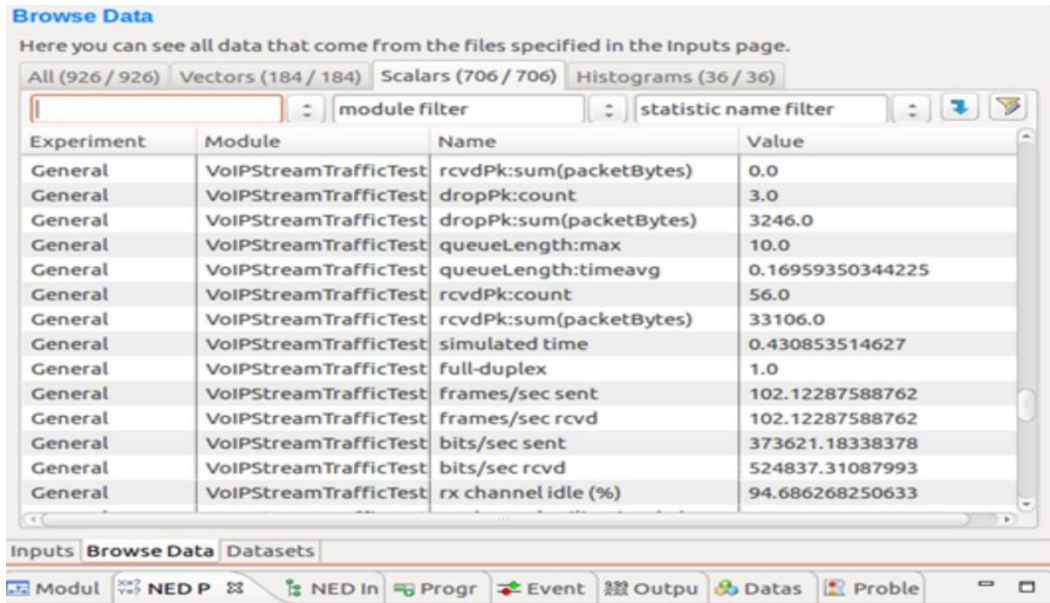 Browse Data
Here you can see all data that come from the files specified in the Inputs page.
All (926 / 926) Vectors (184 / 184) Scalars (706 / 706) Histograms (36 / 36)
module filter statistic name filter
Experiment Module Name Value
General VoIPStreamTrafficTest rcvdPk:sum(packetBytes) 0.0
General VoIPStreamTrafficTest dropPk:count 3.0
General VoIPStreamTrafficTest dropPk:sum(packetBytes) 3246.0
General VoIPStreamTrafficTest queueLength:max 10.0
General VoIPStreamTrafficTest queueLength:timeavg 0.16959350344225
General VoIPStreamTrafficTest rcvdPk:count 56.0
General VoIPStreamTrafficTest rcvdPk:sum(packetBytes) 33106.0
General VoIPStreamTrafficTest simulated time 0.430853514627
General VoIPStreamTrafficTest full-duplex 1.0
General VoIPStreamTrafficTest frames/sec sent 102.12287588762
General VoIPStreamTrafficTest frames/sec rcvd 102.12287588762
General VoIPStreamTrafficTest bits/sec sent 373621.18338378
General VoIPStreamTrafficTest bits/sec rcvd 524837.31087993
General VoIPStreamTrafficTest rx channel idle (%) 94.686268250633
Inputs Browse Data Datasets
Modul NED P NED In Progr Event Outpu Datas Proble